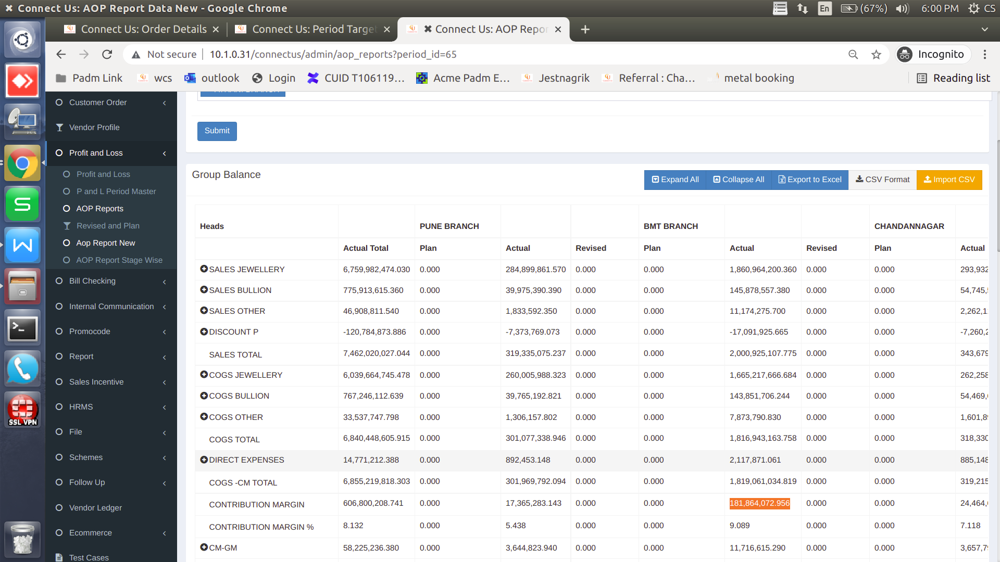 Connect Us: AOP Report Data New - Google Chrome
En (67%) 6:00 PM CS
Connect Us: Order Details
Connect Us: Period Targe
Connect Us: AOP Repor
Not secure 10.1.0.31/connectus/admin/aop_reports?period_id=65
Incognito
Padm Link
wcs
outlook
Login
CUID T106119...
Acme Padm E...
Jestnagrik
Referral : Cha...
metal booking
Reading list
Customer Order
Vendor Profile
Profit and Loss
Profit and Loss
P and L Period Master
AOP Reports
Revised and Plan
Aop Report New
AOP Report Stage Wise
Bill Checking
Internal Communication
Promocode
Report
Sales Incentive
HRMS
File
Schemes
Follow Up
Vendor Ledger
Ecommerce
Test Cases
SSL VPN
Submit
Group Balance
Expand All Collapse All Export to Excel CSV Format Import CSV
Heads PUNE BRANCH BMT BRANCH CHANDANNAGAR
Actual Total Plan Actual Revised Plan Actual Revised Plan Actual
SALES JEWELLERY 6,759,982,474.030 0.000 284,899,861.570 0.000 0.000 1,860,964,200.360 0.000 0.000 293,932
SALES BULLION 775,913,615.360 0.000 39,975,390.390 0.000 0.000 145,878,557.380 0.000 0.000 54,745,
SALES OTHER 46,908,811.540 0.000 1,833,592.350 0.000 0.000 11,174,275.700 0.000 0.000 2,262,1
DISCOUNT P -120,784,873.886 0.000 -7,373,769.073 0.000 0.000 -17,091,925.665 0.000 0.000 -7,260,2
SALES TOTAL 7,462,020,027.044 0.000 319,335,075.237 0.000 0.000 2,000,925,107.775 0.000 0.000 343,679
COGS JEWELLERY 6,039,664,745.478 0.000 260,005,988.323 0.000 0.000 1,665,217,666.684 0.000 0.000 262,258
COGS BULLION 767,246,112.639 0.000 39,765,192.821 0.000 0.000 143,851,706.244 0.000 0.000 54,469,
COGS OTHER 33,537,747.798 0.000 1,306,157.802 0.000 0.000 7,873,790.830 0.000 0.000 1,601,8
COGS TOTAL 6,840,448,605.915 0.000 301,077,338.946 0.000 0.000 1,816,943,163.758 0.000 0.000 318,330
DIRECT EXPENSES 14,771,212.388 0.000 892,453.148 0.000 0.000 2,117,871.061 0.000 0.000 885,148
COGS -CM TOTAL 6,855,219,818.303 0.000 301,969,792.094 0.000 0.000 1,819,061,034.819 0.000 0.000 319,215
CONTRIBUTION MARGIN 606,800,208.741 0.000 17,365,283.143 0.000 0.000 181,864,072.956 0.000 0.000 24,464,
CONTRIBUTION MARGIN % 8.132 0.000 5.438 0.000 0.000 9.089 0.000 0.000 7.118
CM-GM 58,225,236.380 0.000 3,644,823.940 0.000 0.000 11,716,615.290 0.000 0.000 3,657,7